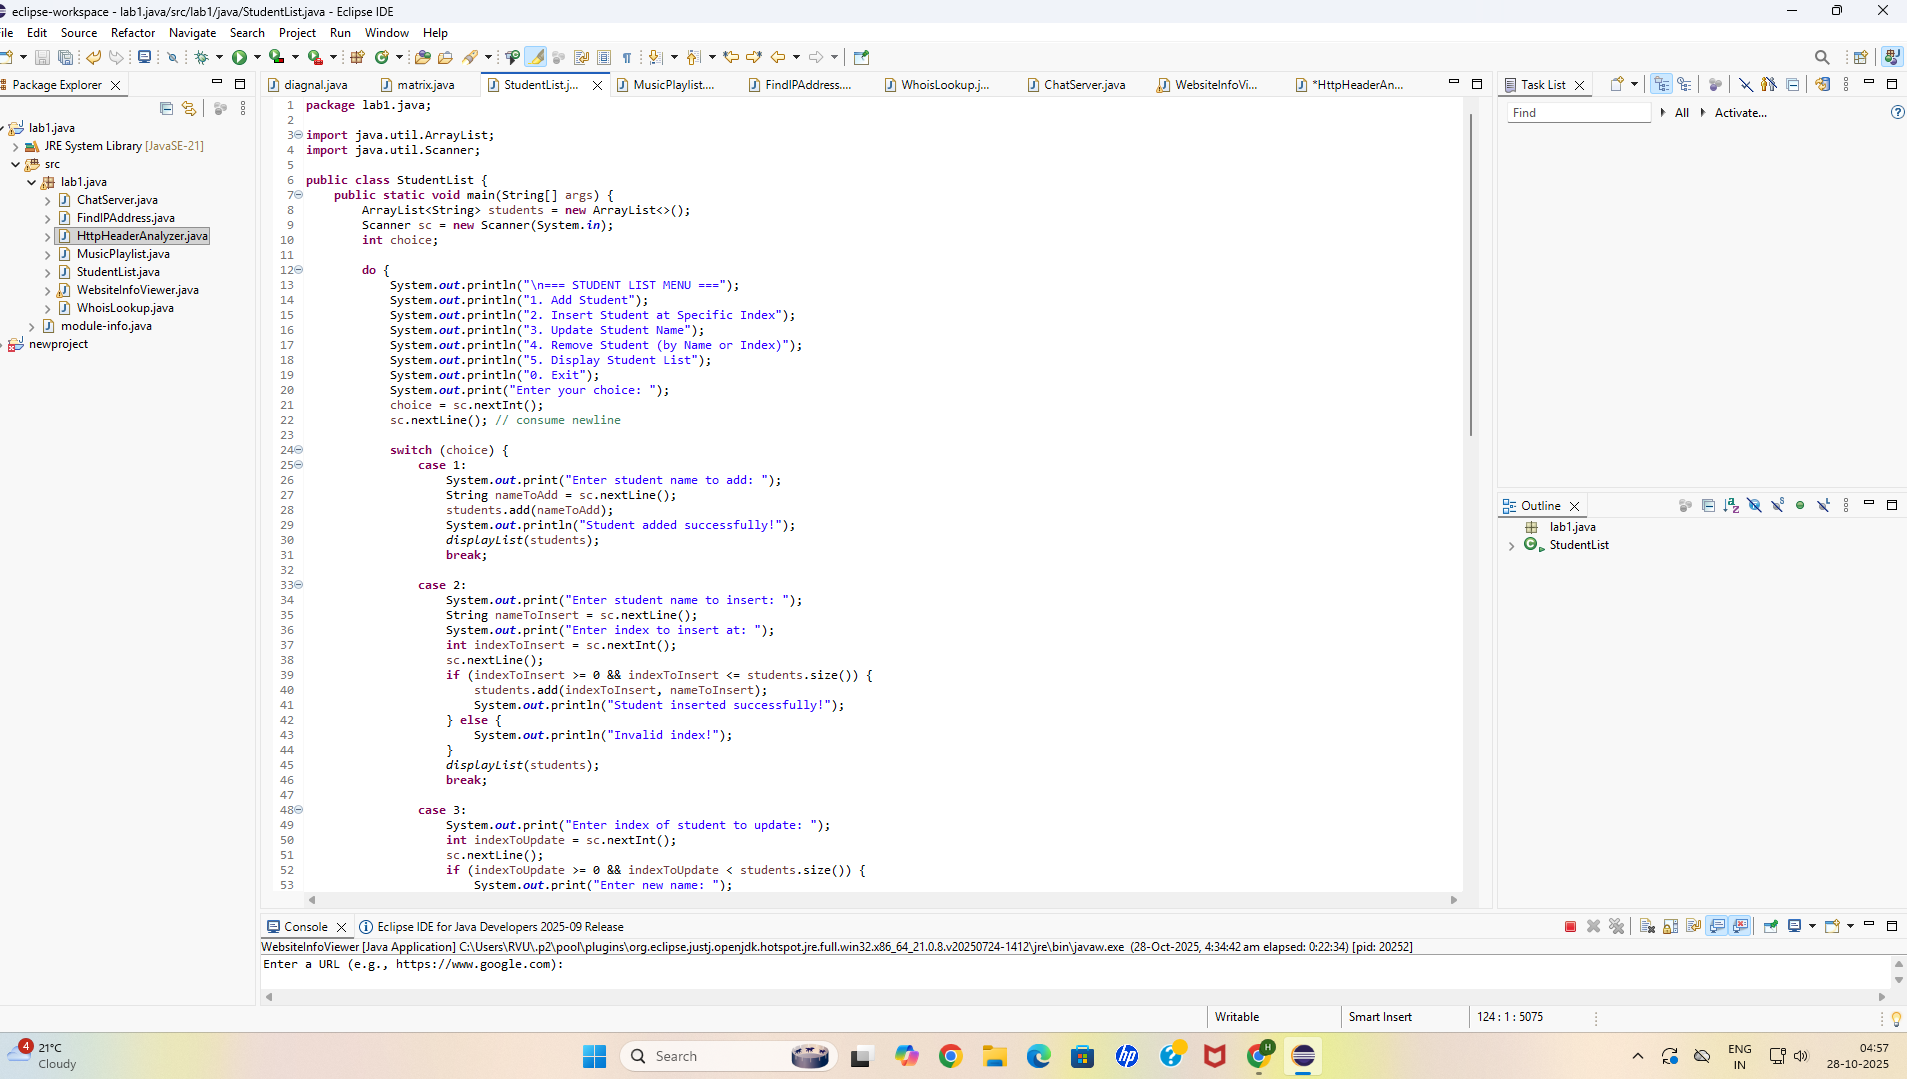 eclipse-workspace - lab1.java/src/lab1/java/StudentList.java - Eclipse IDE
ile Edit Source Refactor Navigate Search Project Run Window Help
Package Explorer
lab1.java
JRE System Library [JavaSE-21]
src
lab1.java
ChatServer.java
FindIPAddress.java
HttpHeaderAnalyzer.java
MusicPlaylist.java
StudentList.java
WebsiteInfoViewer.java
WhoisLookup.java
module-info.java
newproject
diagnal.java matrix.java StudentList.j... MusicPlaylist.... FindIPAddress.... WhoisLookup.j... ChatServer.java WebsiteInfoVi... *HttpHeaderAn...
1 package lab1.java;
2
3 import java.util.ArrayList;
4 import java.util.Scanner;
5
6 public class StudentList {
7 public static void main(String[] args) {
8 ArrayList<String> students = new ArrayList<>();
9 Scanner sc = new Scanner(System.in);
10 int choice;
11
12 do {
13 System.out.println("\n=== STUDENT LIST MENU ===");
14 System.out.println("1. Add Student");
15 System.out.println("2. Insert Student at Specific Index");
16 System.out.println("3. Update Student Name");
17 System.out.println("4. Remove Student (by Name or Index)");
18 System.out.println("5. Display Student List");
19 System.out.println("0. Exit");
20 System.out.print("Enter your choice: ");
21 choice = sc.nextInt();
22 sc.nextLine(); // consume newline
23
24 switch (choice) {
25 case 1:
26 System.out.print("Enter student name to add: ");
27 String nameToAdd = sc.nextLine();
28 students.add(nameToAdd);
29 System.out.println("Student added successfully!");
30 displayList(students);
31 break;
32
33 case 2:
34 System.out.print("Enter student name to insert: ");
35 String nameToInsert = sc.nextLine();
36 System.out.print("Enter index to insert at: ");
37 int indexToInsert = sc.nextInt();
38 sc.nextLine();
39 if (indexToInsert >= 0 && indexToInsert <= students.size()) {
40 students.add(indexToInsert, nameToInsert);
41 System.out.println("Student inserted successfully!");
42 } else {
43 System.out.println("Invalid index!");
44 }
45 displayList(students);
46 break;
47
48 case 3:
49 System.out.print("Enter index of student to update: ");
50 int indexToUpdate = sc.nextInt();
51 sc.nextLine();
52 if (indexToUpdate >= 0 && indexToUpdate < students.size()) {
53 System.out.print("Enter new name: ");
Task List
Find All Activate...
Outline
lab1.java
StudentList
Console Eclipse IDE for Java Developers 2025-09 Release
WebsiteInfoViewer [Java Application] C:\Users\RVU\.p2\pool\plugins\org.eclipse.justj.openjdk.hotspot.jre.full.win32.x86_64_21.0.8.v20250724-1412\jre\bin\javaw.exe (28-Oct-2025, 4:34:42 am elapsed: 0:22:34) [pid: 20252]
Enter a URL (e.g., https://www.google.com):
Writable Smart Insert 124 : 1 : 5075
4
21°C
Cloudy
Search
hp
H
ENG
IN
04:57
28-10-2025